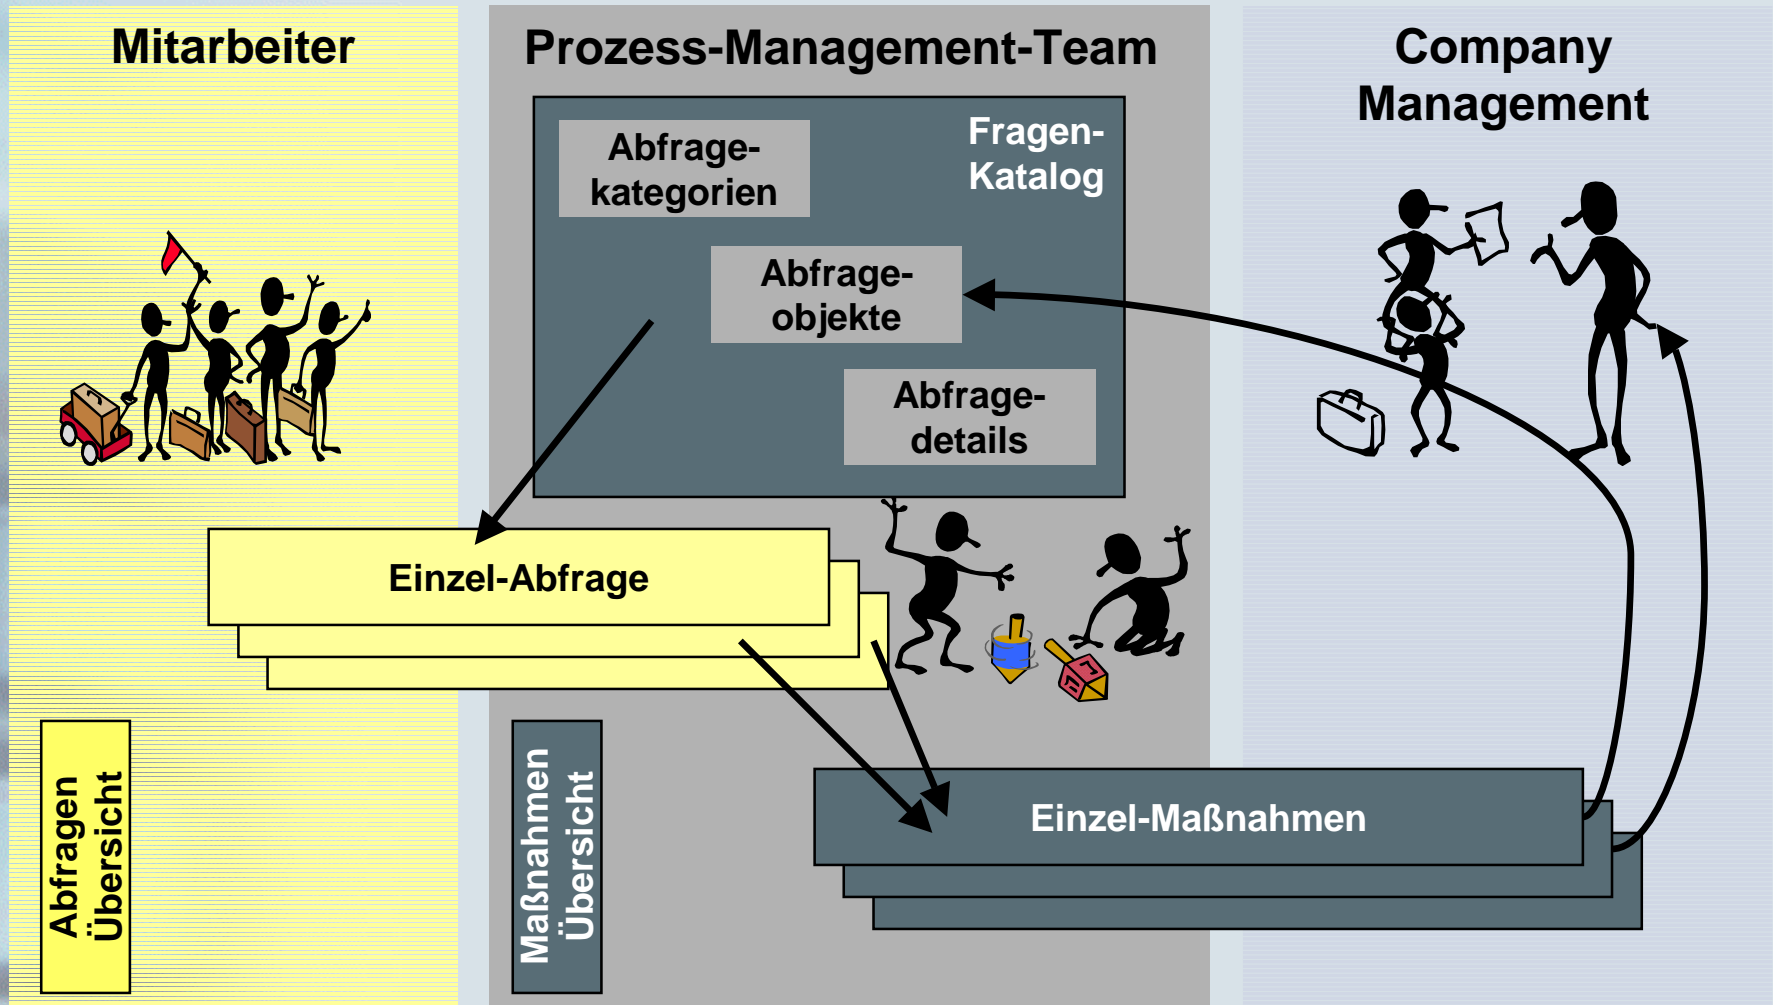 Mitarbeiter
Prozess-Management-Team
Company
Management
Abfrage-
kategorien
Fragen-
Katalog
Abfrage-
objekte
Abfrage-
details
Einzel-Abfrage
Einzel-Maßnahmen
Abfragen
Übersicht
Maßnahmen
Übersicht